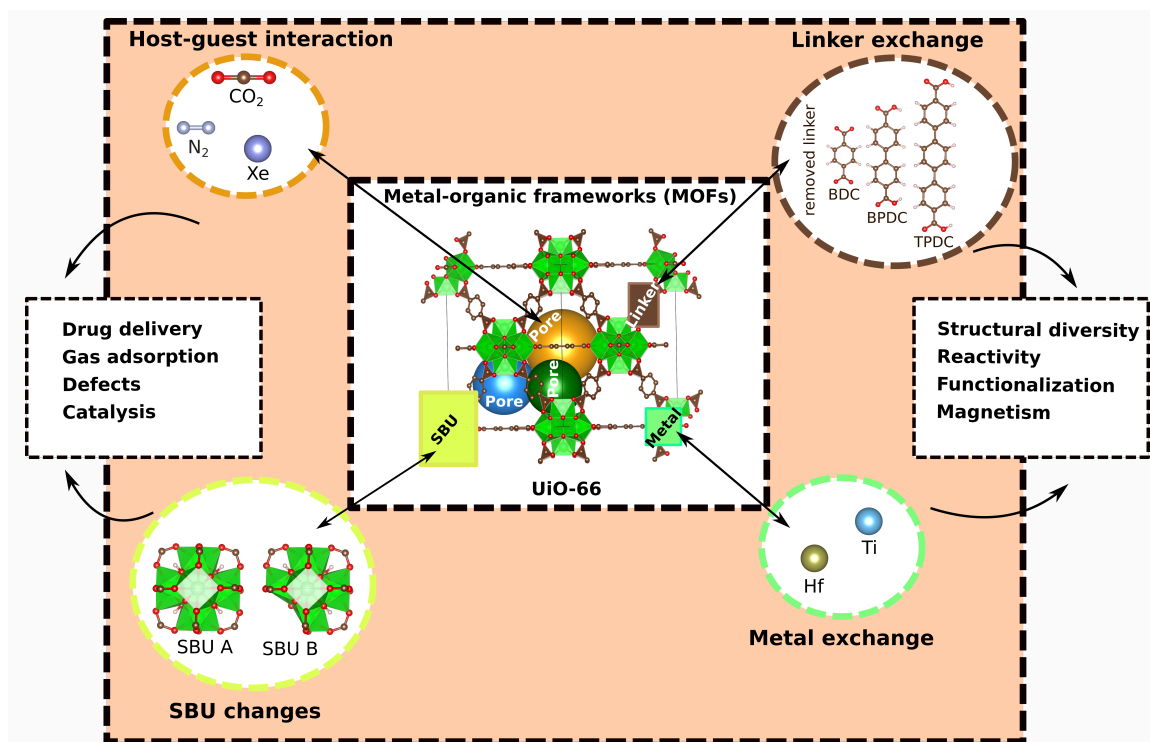 Host-guest interaction
CO₂
N₂
Xe
Linker exchange
removed linker
BDC
BPDC
TPDC
Metal-organic frameworks (MOFs)
Pore
Pore
Pore
Linker
SBU
Metal
UiO-66
Drug delivery
Gas adsorption
Defects
Catalysis
Structural diversity
Reactivity
Functionalization
Magnetism
SBU A
SBU B
SBU changes
Ti
Hf
Metal exchange